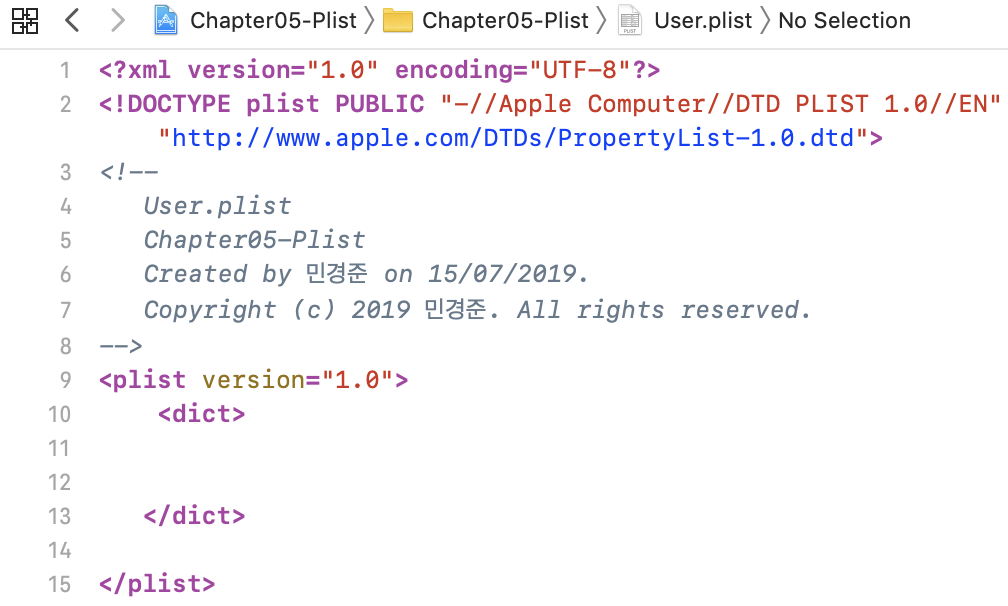 Chapter05-Plist〉Chapter05-Plist〉User.plist〉No Selection
1 <?xml version="1.0" encoding="UTF-8"?>
2 <!DOCTYPE plist PUBLIC "-//Apple Computer//DTD PLIST 1.0//EN"
"http://www.apple.com/DTDs/PropertyList-1.0.dtd">
3 <!--
4 User.plist
5 Chapter05-Plist
6 Created by 민경준 on 15/07/2019.
7 Copyright (c) 2019 민경준. All rights reserved.
8 -->
9 <plist version="1.0">
10 <dict>
11
12
13 </dict>
14
15 </plist>